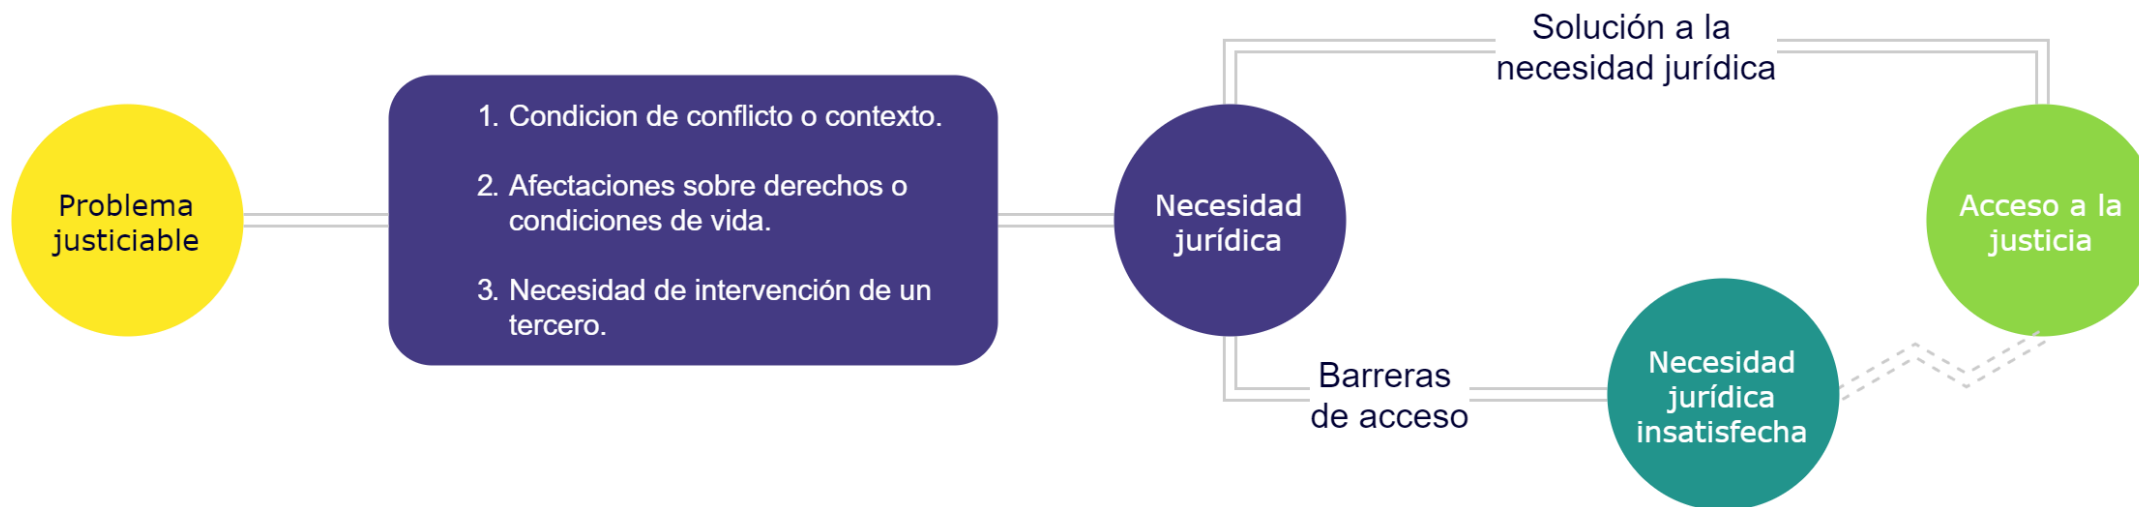 Problema
justiciable
1. Condicion de conflicto o contexto.
2. Afectaciones sobre derechos o
condiciones de vida.
3. Necesidad de intervención de un
tercero.
Necesidad
jurídica
Solución a la
necesidad jurídica
Barreras
de acceso
Necesidad
jurídica
insatisfecha
Acceso a la
justicia